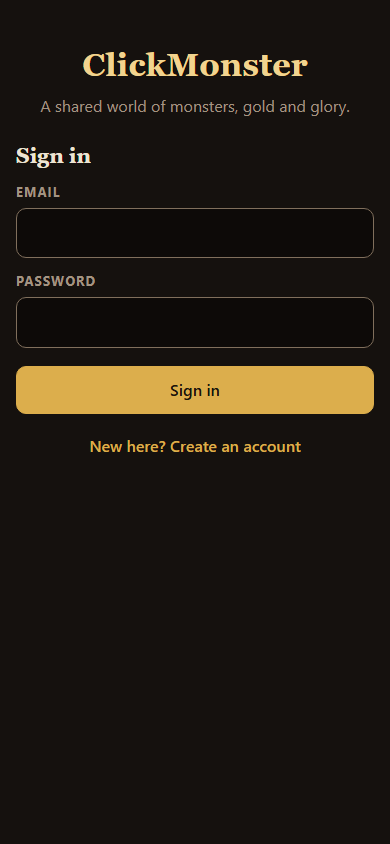 ClickMonster
A shared world of monsters, gold and glory.
Sign in
EMAIL
PASSWORD
Sign in
New here? Create an account